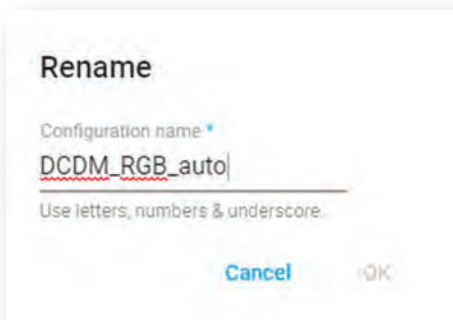 Rename
Configuration name *
DCDM_RGB_auto
Use letters, numbers & underscore.
Cancel OK